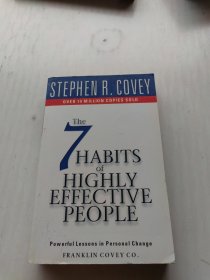 STEPHEN R. COVEY
OVER 15 MILLION COPIES SOLD
The
7 HABITS
of
HIGHLY
EFFECTIVE
PEOPLE
Powerful Lessons in Personal Change
FRANKLIN COVEY CO.